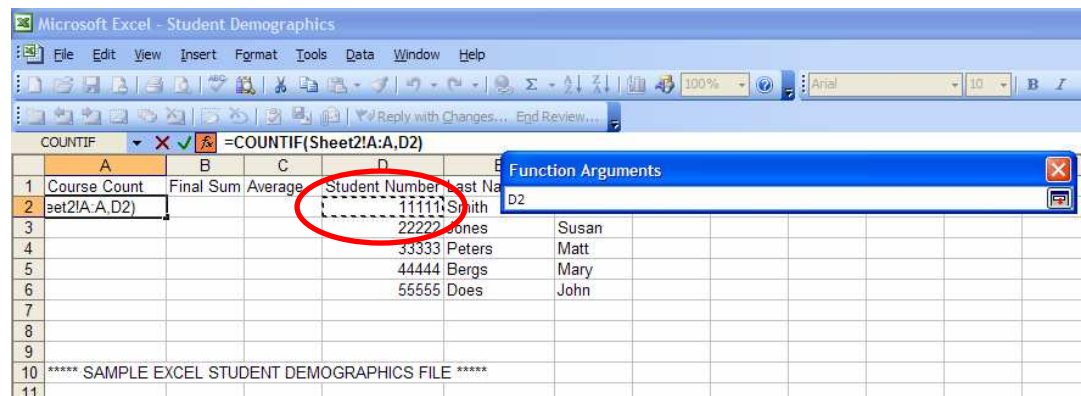 Microsoft Excel - Student Demographics
File Edit View Insert Format Tools Data Window Help
100% Arial 10 B I
Reply with Changes... End Review...
COUNTIF =COUNTIF(Sheet2!A:A,D2)
Function Arguments
D2
A B C D E
1 Course Count Final Sum Average Student Number Last Na
2 eet2!A:A,D2) 11111 Smith
3 22222 Jones Susan
4 33333 Peters Matt
5 44444 Bergs Mary
6 55555 Does John
7
8
9
10 ***** SAMPLE EXCEL STUDENT DEMOGRAPHICS FILE *****
11